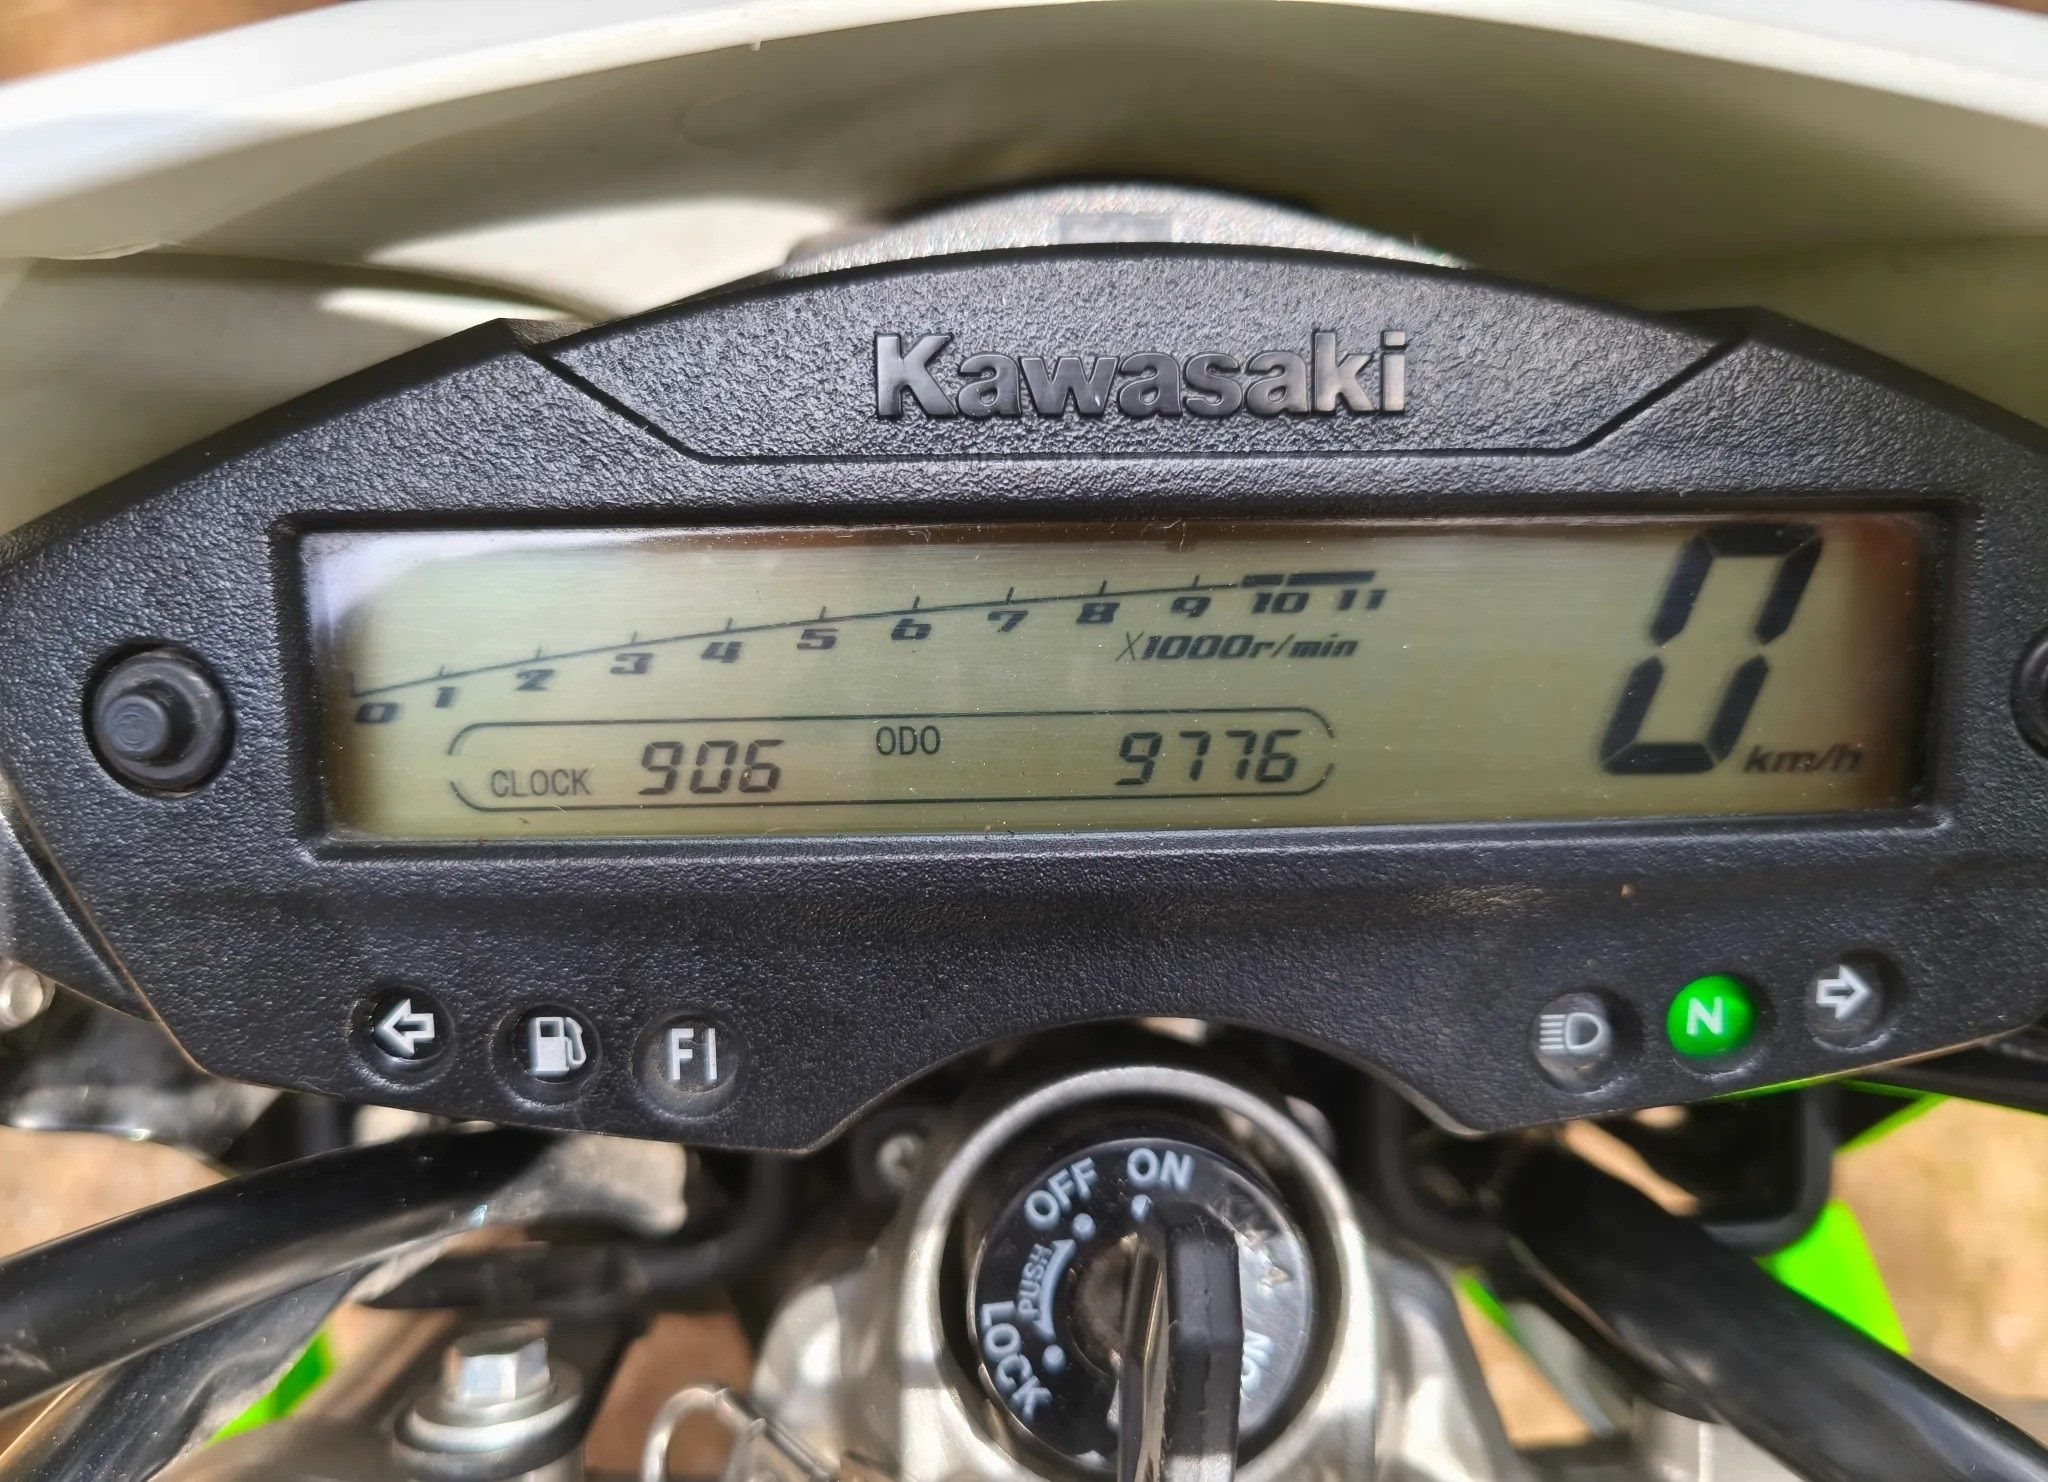 Kawasaki
0 1 2 3 4 5 6 7 8 9 10 11
X1000r/min
0
km/h
CLOCK 906 ODO 9776
FI
N
OFF ON
PUSH
LOCK